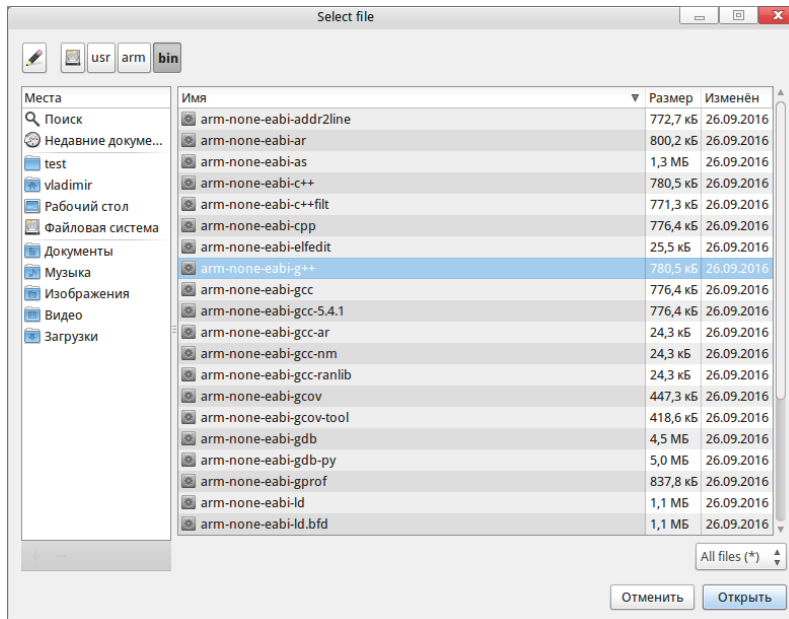 Select file
usr arm bin
Места
Поиск
Недавние докуме...
test
vladimir
Рабочий стол
Файловая система
Документы
Музыка
Изображения
Видео
Загрузки
Имя Размер Изменён
arm-none-eabi-addr2line 772,7 кБ 26.09.2016
arm-none-eabi-ar 800,2 кБ 26.09.2016
arm-none-eabi-as 1,3 МБ 26.09.2016
arm-none-eabi-c++ 780,5 кБ 26.09.2016
arm-none-eabi-c++filt 771,3 кБ 26.09.2016
arm-none-eabi-cpp 776,4 кБ 26.09.2016
arm-none-eabi-elfedit 25,5 кБ 26.09.2016
arm-none-eabi-g++ 780,5 кБ 26.09.2016
arm-none-eabi-gcc 776,4 кБ 26.09.2016
arm-none-eabi-gcc-5.4.1 776,4 кБ 26.09.2016
arm-none-eabi-gcc-ar 24,3 кБ 26.09.2016
arm-none-eabi-gcc-nm 24,3 кБ 26.09.2016
arm-none-eabi-gcc-ranlib 24,3 кБ 26.09.2016
arm-none-eabi-gcov 447,3 кБ 26.09.2016
arm-none-eabi-gcov-tool 418,6 кБ 26.09.2016
arm-none-eabi-gdb 4,5 МБ 26.09.2016
arm-none-eabi-gdb-py 5,0 МБ 26.09.2016
arm-none-eabi-gprof 837,8 кБ 26.09.2016
arm-none-eabi-ld 1,1 МБ 26.09.2016
arm-none-eabi-ld.bfd 1,1 МБ 26.09.2016
All files (*)
Отменить Открыть